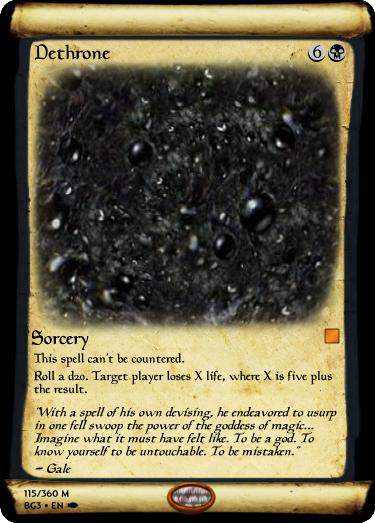 Dethrone 6
Sorcery
This spell can't be countered.
Roll a d20. Target player loses X life, where X is five plus
the result.
"With a spell of his own devising, he endeavored to usurp
in one fell swoop the power of the goddess of magic...
Imagine what it must have felt like. To be a god. To
know yourself to be untouchable. To be mistaken."
– Gale
115/360 M
BG3 • EN